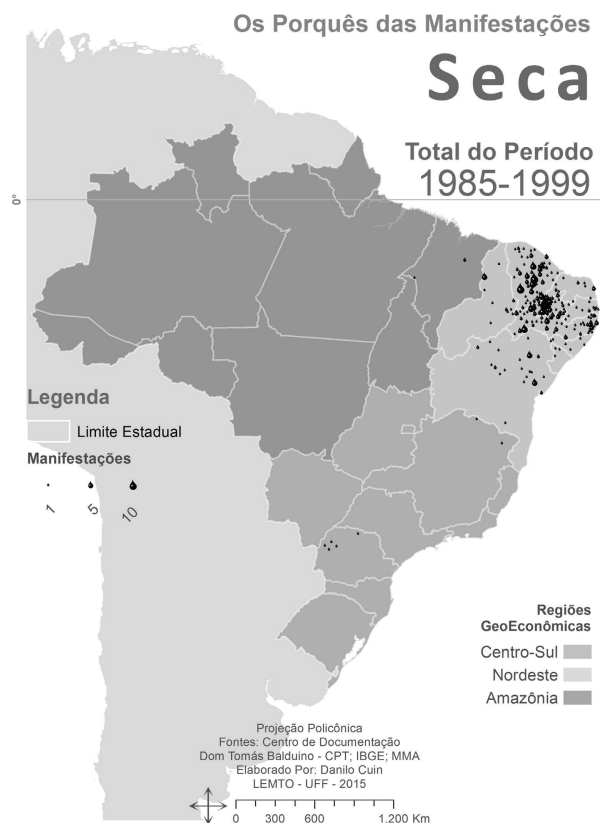 Os Porquês das Manifestações
Seca
Total do Período
1985-1999
0°
Legenda
Limite Estadual
Manifestações
1
5
10
Regiões
GeoEconômicas
Centro-Sul
Nordeste
Amazônia
Projeção Policônica
Fontes: Centro de Documentação
Dom Tomás Balduino - CPT; IBGE; MMA
Elaborado Por: Danilo Cuin
LEMTO - UFF - 2015
0 300 600 1.200 Km